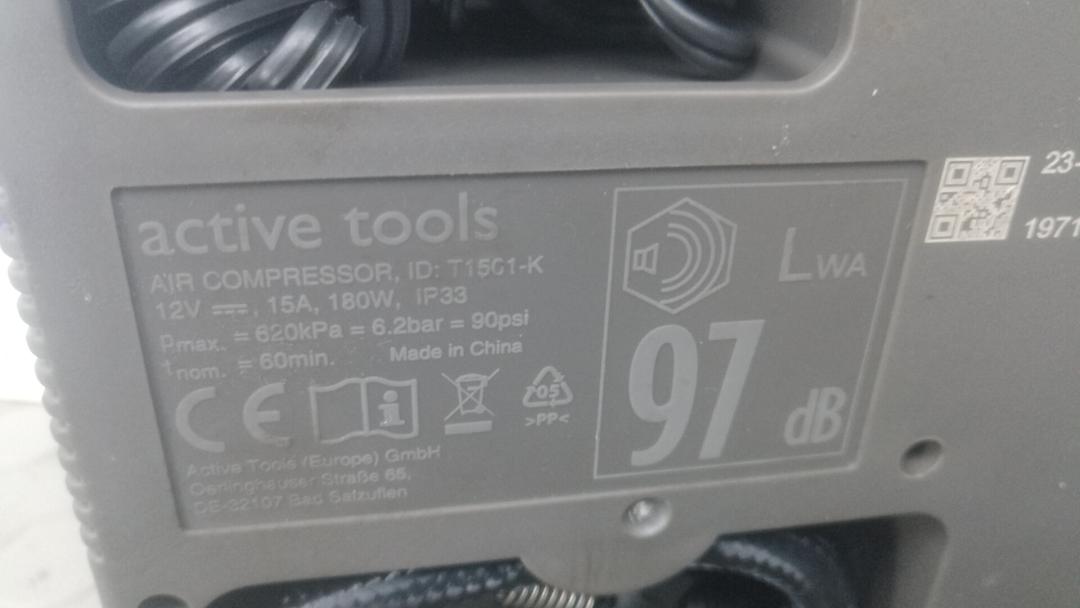 active tools
AIR COMPRESSOR, ID: T1501-K
12V ⎓, 15A, 180W, IP33
Pmax. = 620kPa = 6.2bar = 90psi
tnom. = 60min. Made in China
CE
05
>PP<
Active Tools (Europe) GmbH
Oerlinghauser Straße 65,
DE-32107 Bad Salzuflen
LWA
97
dB
23-
1971